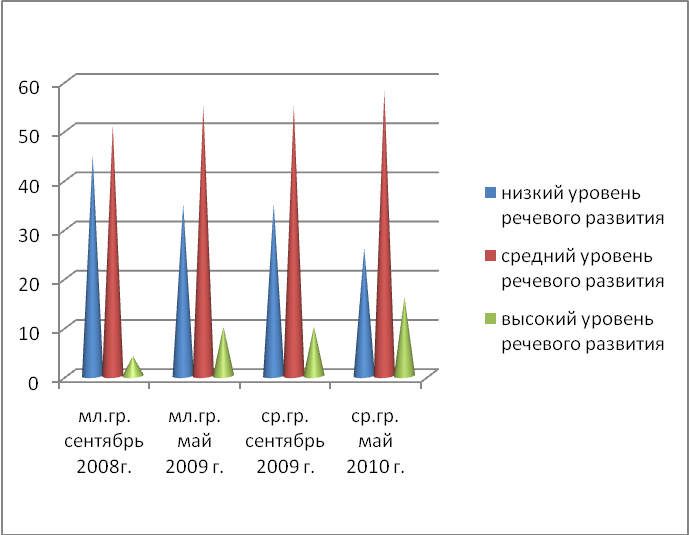 60
50
40
30
20
10
0
мл.гр.
сентябрь
2008г.
мл.гр.
май
2009 г.
ср.гр.
сентябрь
2009 г.
ср.гр.
май
2010 г.
низкий уровень
речевого развития
средний уровень
речевого развития
высокий уровень
речевого развития